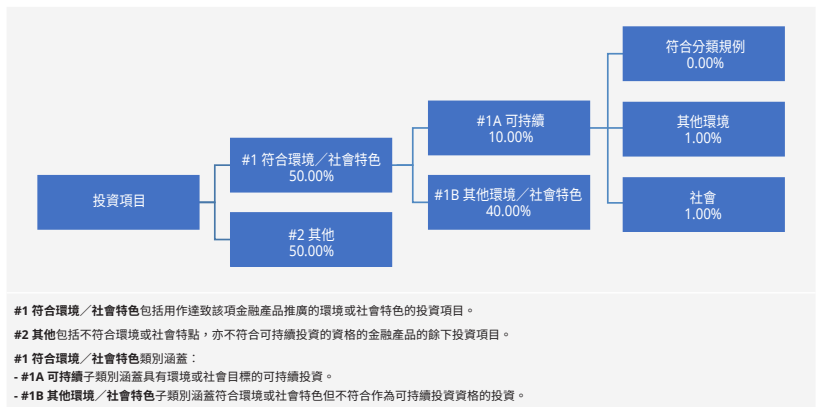 投資項目
#1 符合環境／社會特色
50.00%
#2 其他
50.00%
#1A 可持續
10.00%
#1B 其他環境／社會特色
40.00%
符合分類規例
0.00%
其他環境
1.00%
社會
1.00%
#1 符合環境／社會特色包括用作達致該項金融產品推廣的環境或社會特色的投資項目。
#2 其他包括不符合環境或社會特點，亦不符合可持續投資的資格的金融產品的餘下投資項目。
#1 符合環境／社會特色類別涵蓋：
- #1A 可持續子類別涵蓋具有環境或社會目標的可持續投資。
- #1B 其他環境／社會特色子類別涵蓋符合環境或社會特色但不符合作為可持續投資資格的投資。